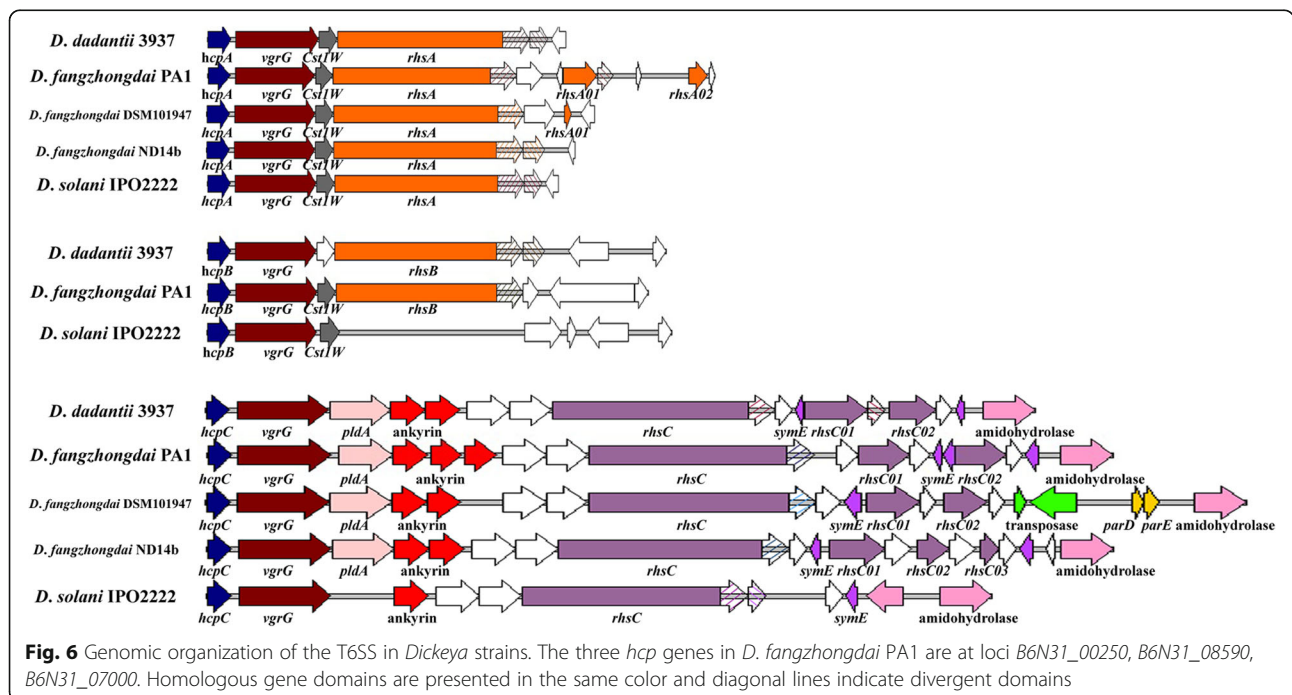 D. dadantii 3937
hcpA vgrG Cst1W rhsA
D. fangzhongdai PA1
hcpA vgrG Cst1W rhsA rhsA01 rhsA02
D. fangzhongdai DSM101947
hcpA vgrG Cst1W rhsA rhsA01
D. fangzhongdai ND14b
hcpA vgrG Cst1W rhsA
D. solani IPO2222
hcpA vgrG Cst1W rhsA
D. dadantii 3937
hcpB vgrG rhsB
D. fangzhongdai PA1
hcpB vgrG Cst1W rhsB
D. solani IPO2222
hcpB vgrG Cst1W
D. dadantii 3937
hcpC vgrG pldA ankyrin rhsC symE rhsC01 rhsC02 amidohydrolase
D. fangzhongdai PA1
hcpC vgrG pldA ankyrin rhsC rhsC01 symE rhsC02 amidohydrolase
D. fangzhongdai DSM101947
hcpC vgrG pldA ankyrin rhsC symE rhsC01 rhsC02 transposase parD parE amidohydrolase
D. fangzhongdai ND14b
hcpC vgrG pldA ankyrin rhsC symE rhsC01 rhsC02 rhsC03 amidohydrolase
D. solani IPO2222
hcpC vgrG ankyrin rhsC symE amidohydrolase
Fig. 6 Genomic organization of the T6SS in Dickeya strains. The three hcp genes in D. fangzhongdai PA1 are at loci B6N31_00250, B6N31_08590,
B6N31_07000. Homologous gene domains are presented in the same color and diagonal lines indicate divergent domains